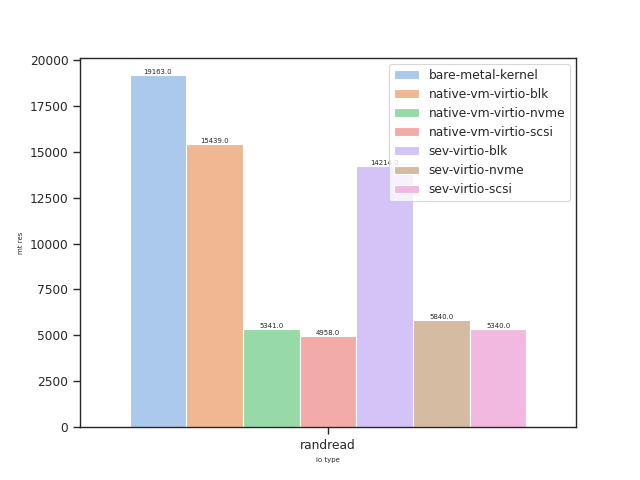 20000
17500
15000
12500
10000
7500
5000
2500
0
mt res
19163.0
15439.0
5341.0
4958.0
5840.0
5340.0
bare-metal-kernel
native-vm-virtio-blk
native-vm-virtio-nvme
native-vm-virtio-scsi
sev-virtio-blk
sev-virtio-nvme
sev-virtio-scsi
randread
io type